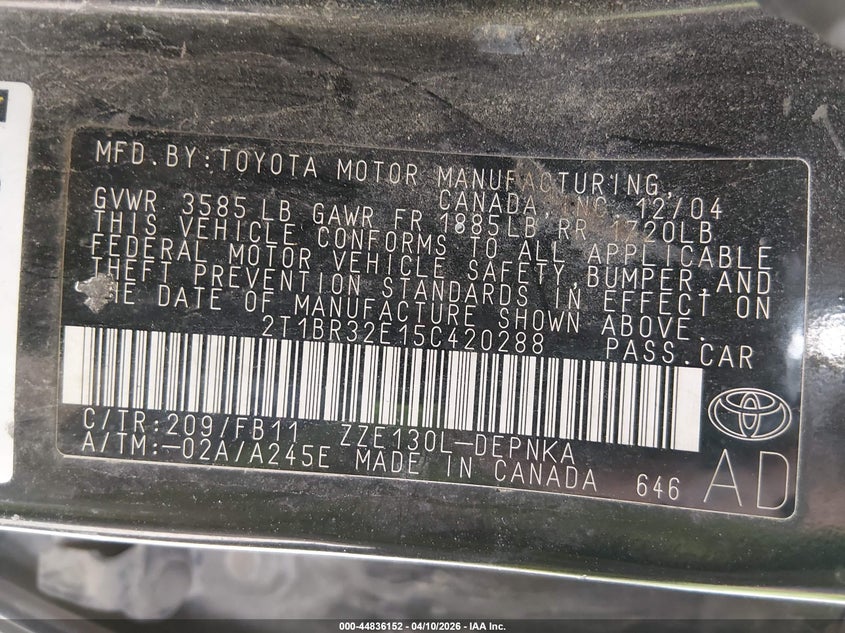 MFD.BY:TOYOTA MOTOR MANUFACTURING,
CANADA, INC. 12/04
GVWR 3585LB GAWR FR 1885LB RR 1720LB
THIS VEHICLE CONFORMS TO ALL APPLICABLE
FEDERAL MOTOR VEHICLE SAFETY,BUMPER,AND
THEFT PREVENTION STANDARDS IN EFFECT ON
THE DATE OF MANUFACTURE SHOWN ABOVE.
2T1BR32E15C420288 PASS.CAR
C/TR:209/FB11 ZZE130L-DEPNKA
A/TM:-02A/A245E MADE IN CANADA 646
AD
000-44836152 - 04/10/2026 - IAA Inc.